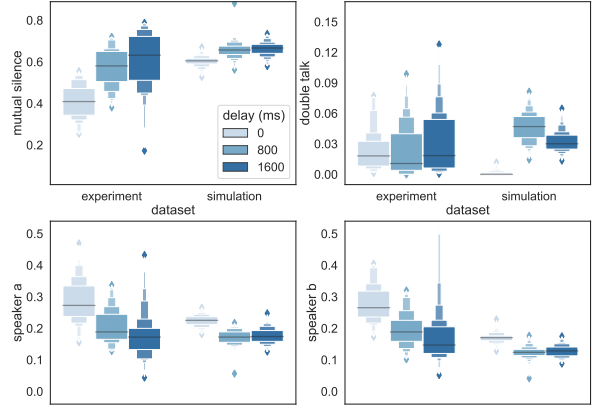 mutual silence
0.8
0.6
0.4
0.2
delay (ms)
0
800
1600
experiment simulation
dataset
double talk
0.15
0.12
0.09
0.06
0.03
0.00
experiment simulation
dataset
speaker a
0.5
0.4
0.3
0.2
0.1
0.0
speaker b
0.5
0.4
0.3
0.2
0.1
0.0